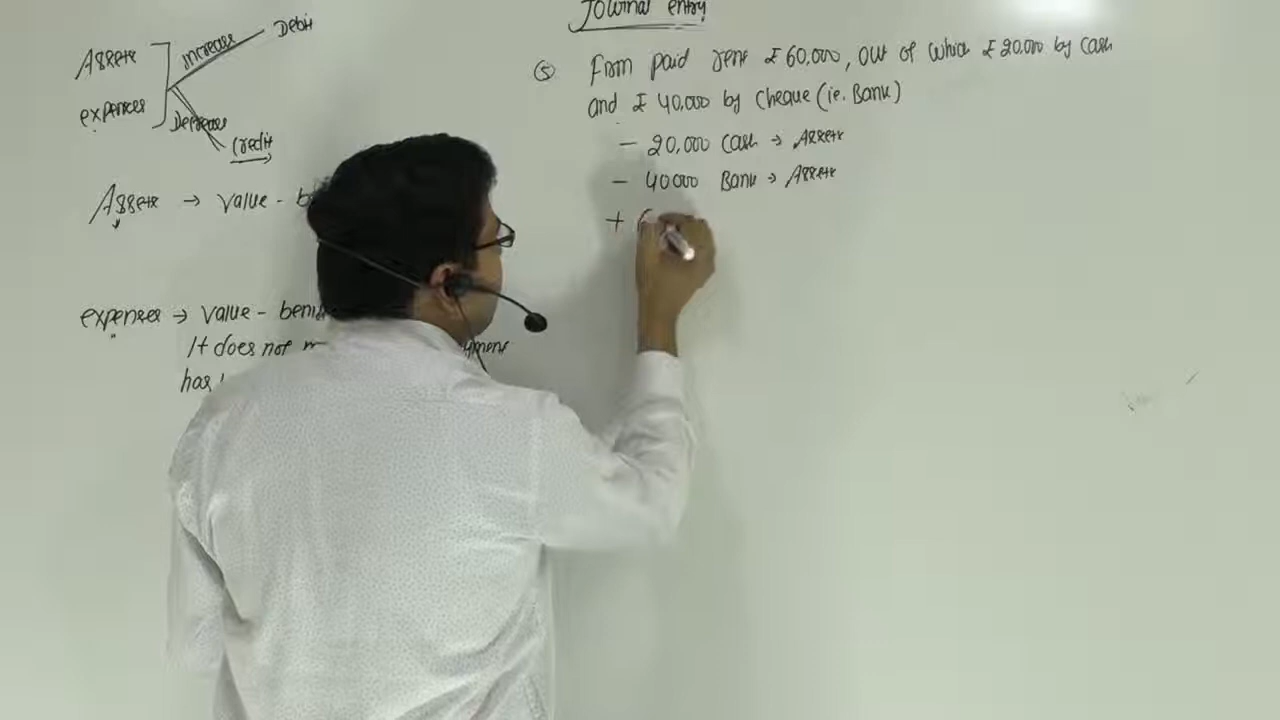 Journal entry
Assets
expences
increase
Debit
Decrease
Credit
Assets → value - b
expenses → value - beni
It does not m
has
⑤ Firm paid rent ₹ 60,000, out of which ₹ 20,000 by cash
and ₹ 40,000 by cheque (ie. Bank)
- 20,000 Cash → Assets
- 40000 Bank → Assets
+